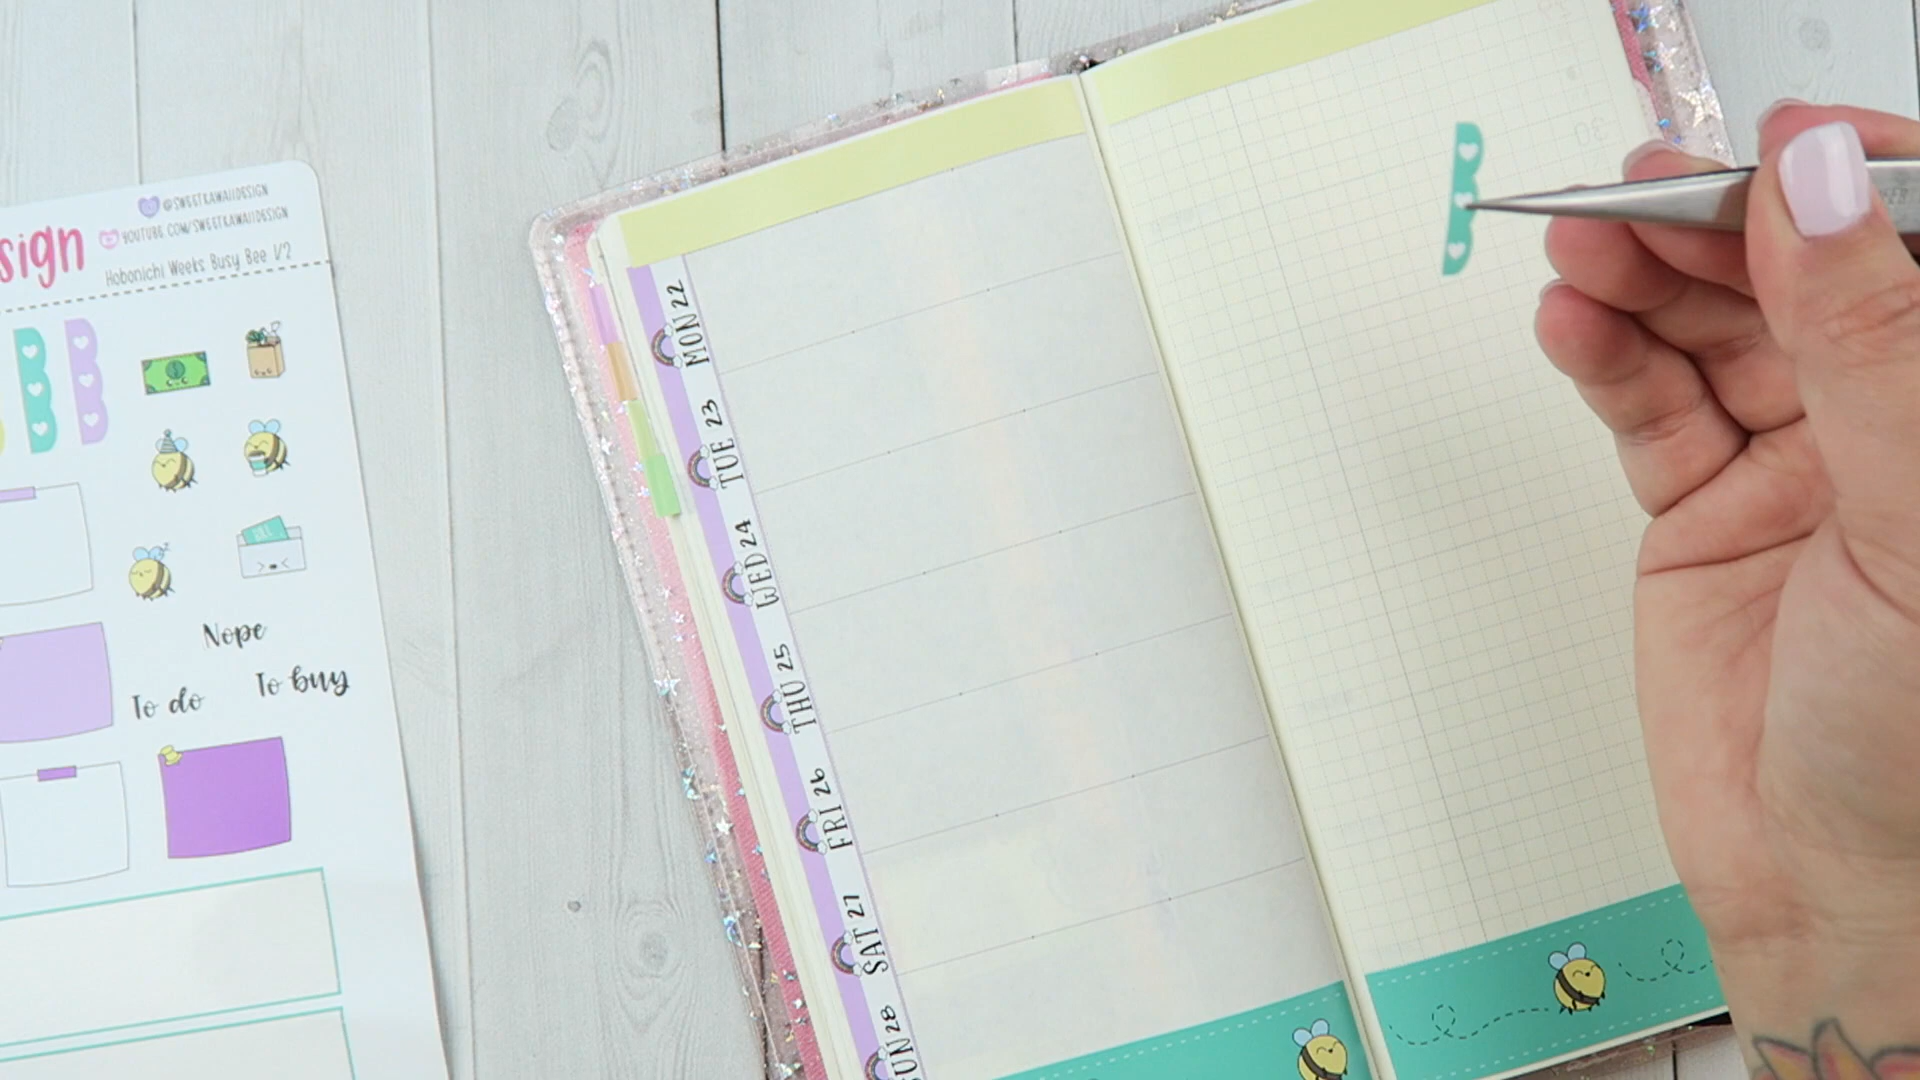 @SWEETKAWAIIDESIGN
YOUTUBE.COM/SWEETKAWAIIDESIGN
sign
Hobonichi Weeks Busy Bee 1/2
Nope
To do
To buy
MON 22
TUE 23
WED 24
THU 25
FRI 26
SAT 27
SUN 28
30